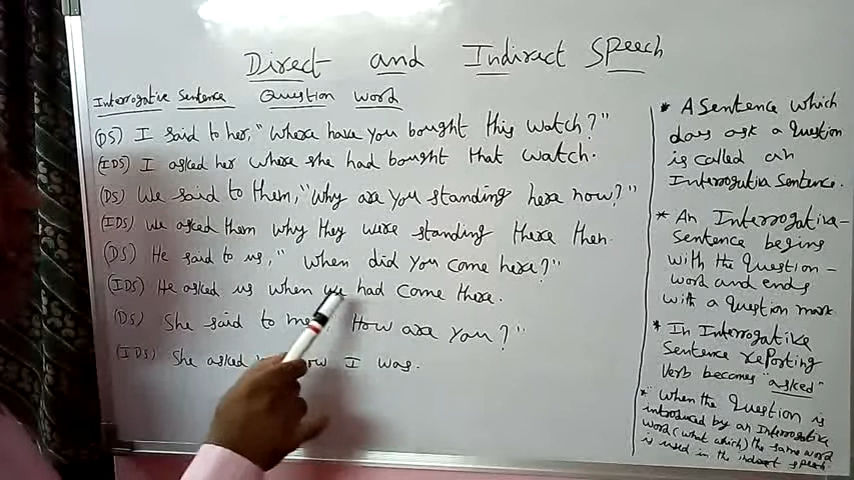 Direct and Indirect Speech
Interrogative Sentence Question Word
(DS) I said to her, "Where have you bought this watch?"
(IDS) I asked her where she had bought that watch.
(DS) We said to them, "Why are you standing here now?"
(IDS) We asked them why they were standing there then
(DS) He said to us, "When did you come here?"
(IDS) He asked us when we had come there.
(DS) She said to me, How are you?"
(IDS) She asked how I was.
* A Sentence which
does ask a Question
is called an
Interrogative Sentence.
* An Interrogative-
Sentence begins
with the Question-
word and ends
with a Question mark
* In Interrogative
Sentence reporting
Verb becomes "asked"
* When the Question is
introduced by an Interrogative
word (what which) the same word
is used in the indirect speech